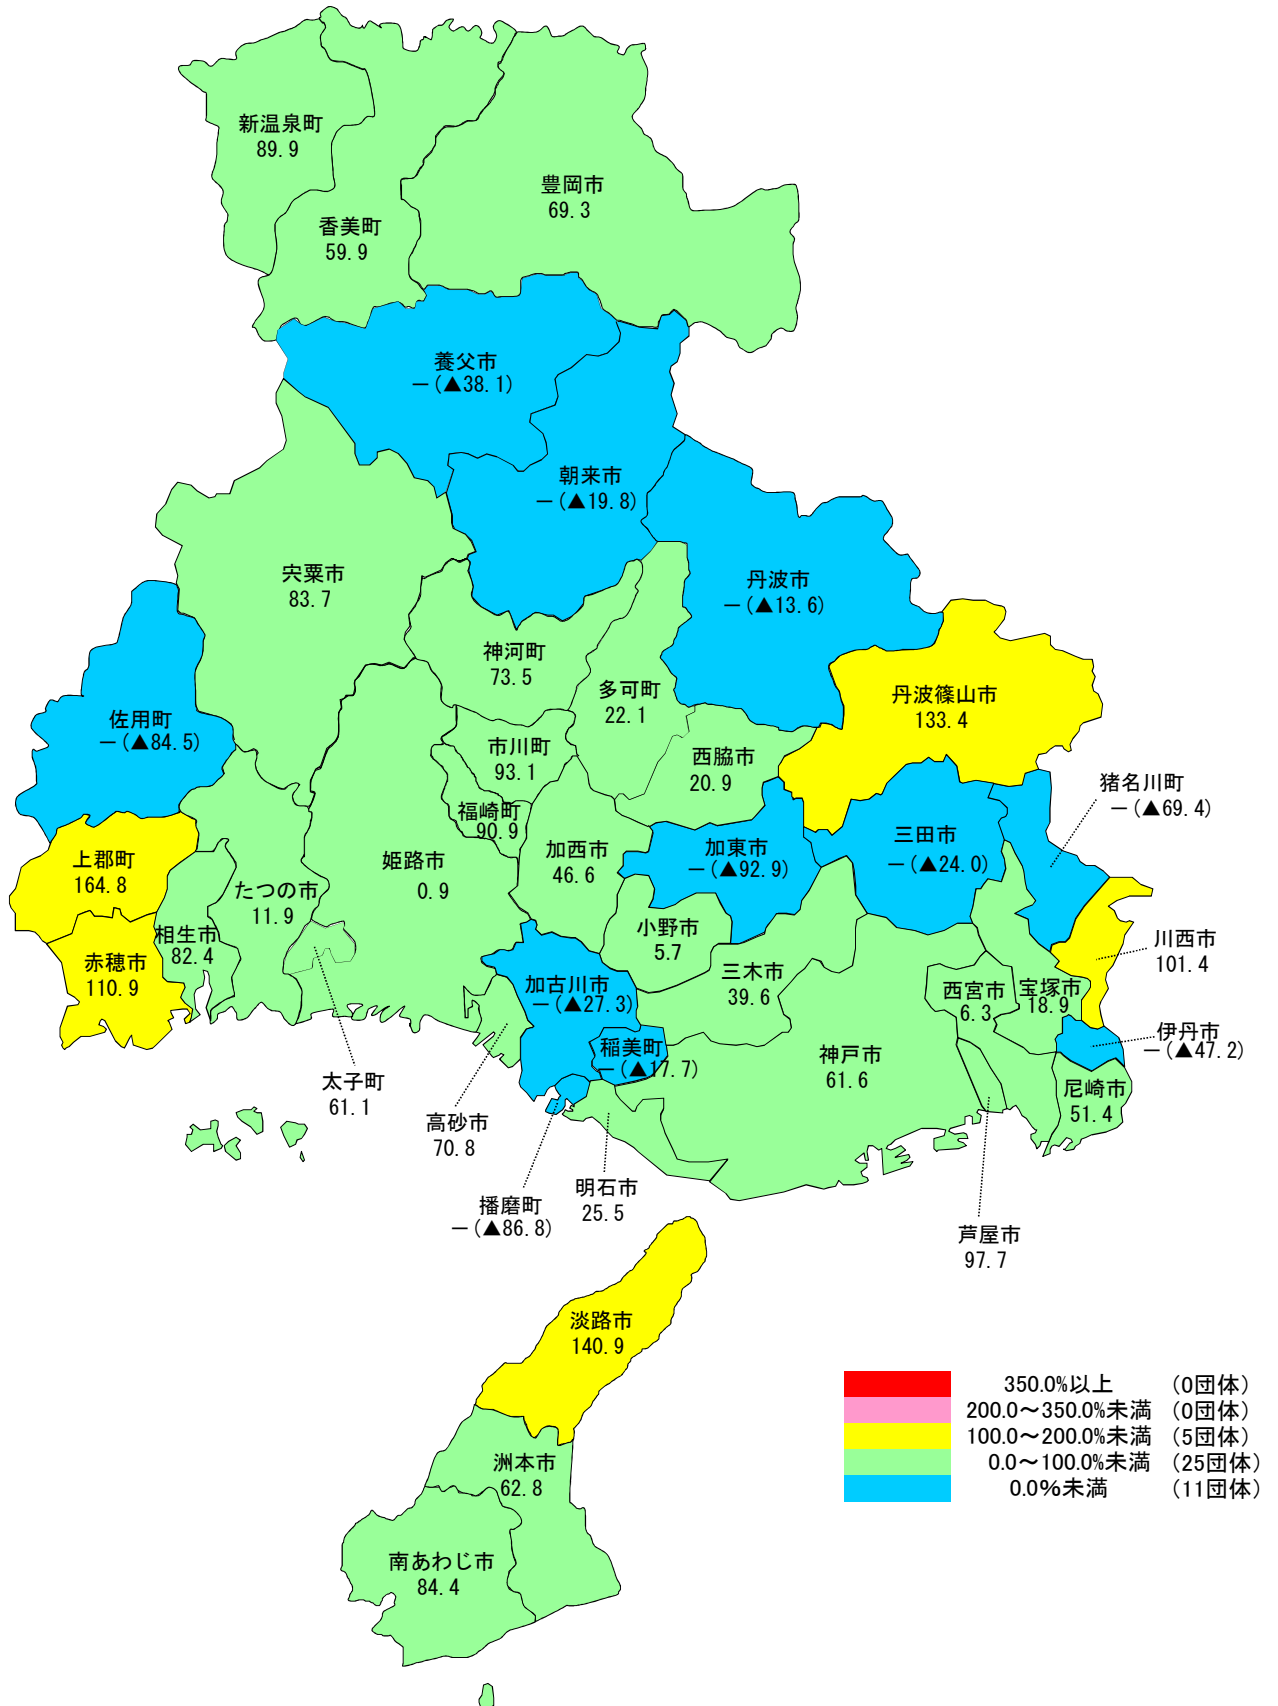 新温泉町
89.9
香美町
59.9
豊岡市
69.3
養父市
－(▲38.1)
朝来市
－(▲19.8)
宍粟市
83.7
丹波市
－(▲13.6)
神河町
73.5
多可町
22.1
丹波篠山市
133.4
佐用町
－(▲84.5)
市川町
93.1
西脇市
20.9
猪名川町
－(▲69.4)
福崎町
90.9
上郡町
164.8
姫路市
0.9
加西市
46.6
加東市
－(▲92.9)
三田市
－(▲24.0)
たつの市
11.9
相生市
82.4
小野市
5.7
川西市
101.4
赤穂市
110.9
加古川市
－(▲27.3)
三木市
39.6
西宮市
6.3
宝塚市
18.9
稲美町
－(▲17.7)
神戸市
61.6
伊丹市
－(▲47.2)
太子町
61.1
尼崎市
51.4
高砂市
70.8
明石市
25.5
播磨町
－(▲86.8)
芦屋市
97.7
淡路市
140.9
350.0%以上 (0団体)
200.0～350.0%未満 (0団体)
100.0～200.0%未満 (5団体)
0.0～100.0%未満 (25団体)
0.0%未満 (11団体)
洲本市
62.8
南あわじ市
84.4